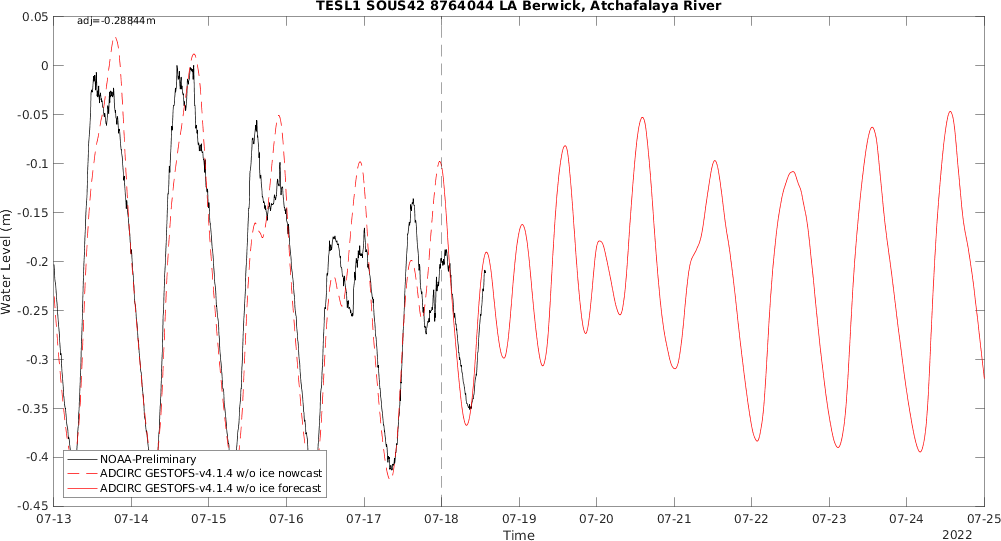 TESL1 SOUS42 8764044 LA Berwick, Atchafalaya River
adj=-0.28844m
0.05
0
-0.05
-0.1
-0.15
-0.2
-0.25
-0.3
-0.35
-0.4
-0.45
Water Level (m)
NOAA-Preliminary
ADCIRC GESTOFS-v4.1.4 w/o ice nowcast
ADCIRC GESTOFS-v4.1.4 w/o ice forecast
07-13 07-14 07-15 07-16 07-17 07-18 07-19 07-20 07-21 07-22 07-23 07-24 07-25
Time
2022